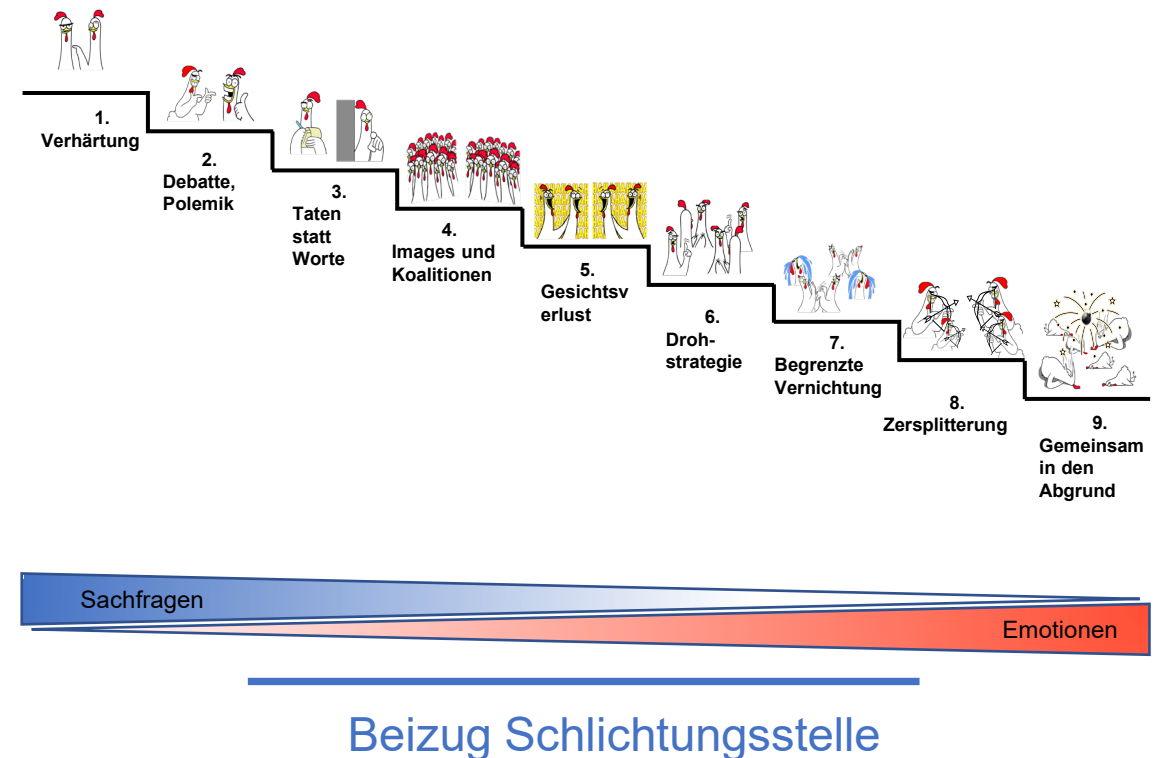 1.
Verhärtung
2.
Debatte,
Polemik
3.
Taten
statt
Worte
4.
Images und
Koalitionen
5.
Gesichtsv
erlust
6.
Droh-
strategie
7.
Begrenzte
Vernichtung
8.
Zersplitterung
9.
Gemeinsam
in den
Abgrund
Sachfragen
Emotionen
Beizug Schlichtungsstelle